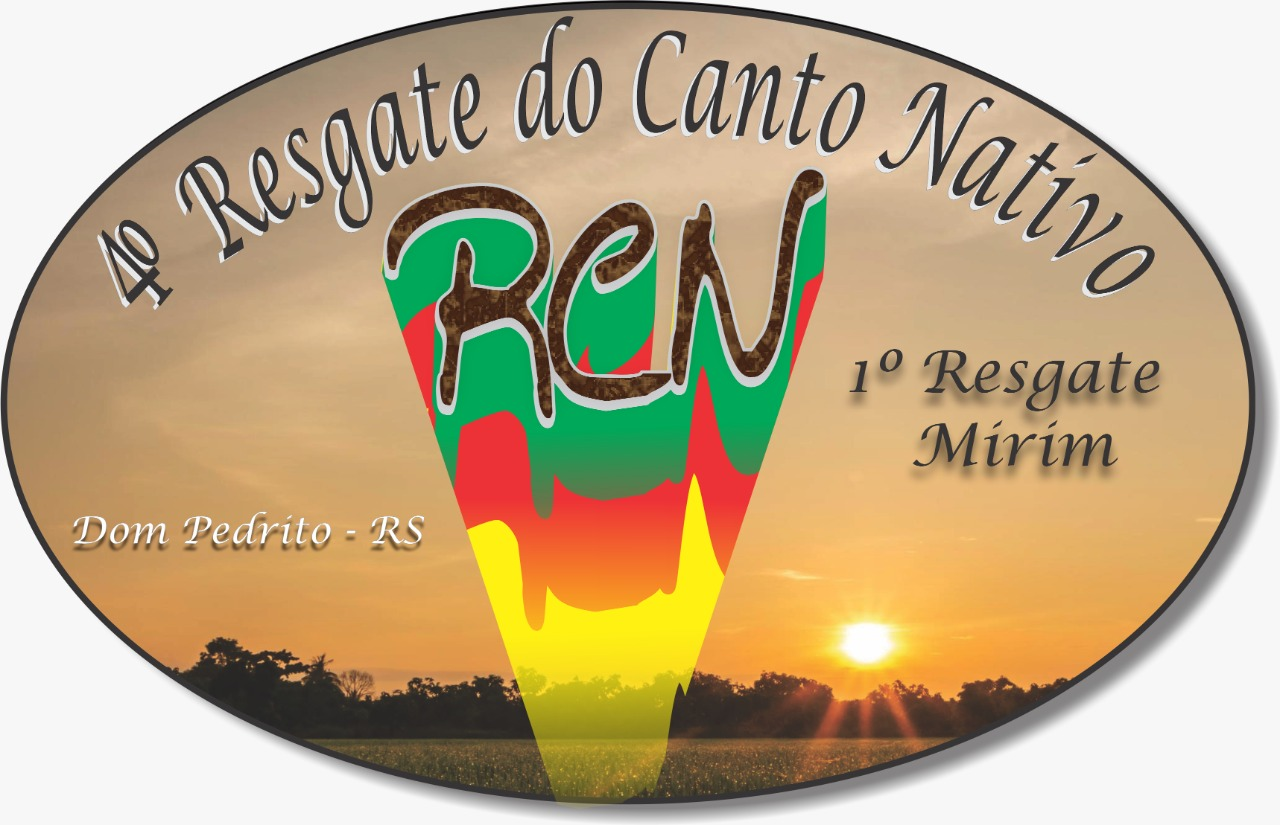 4º Resgate do Canto Nativo
RCN
1º Resgate
Mirim
Dom Pedrito - RS